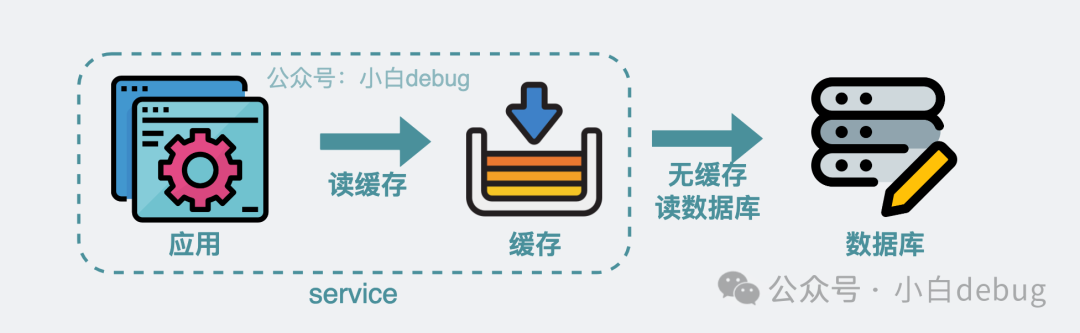 公众号：小白debug
读缓存
无缓存
读数据库
应用
缓存
数据库
service
公众号 · 小白debug